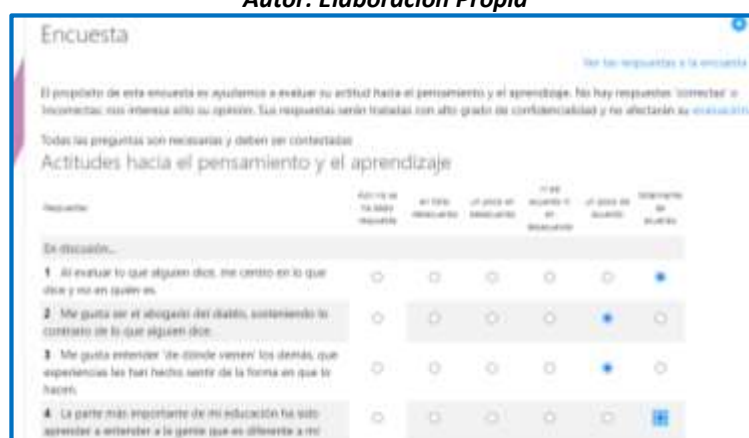 Autor: Elaboración Propia
Encuesta
Ver las respuestas a la encuesta
El propósito de esta encuesta es ayudarnos a evaluar su actitud hacia el pensamiento y el aprendizaje. No hay respuestas 'correctas' o
'incorrectas; nos interesa sólo su opinión. Sus respuestas serán tratadas con alto grado de confidencialidad y no afectarán su evaluación
Todas las preguntas son necesarias y deben ser contestadas
Actitudes hacia el pensamiento y el aprendizaje
Respuestas
Aún no se ha dado respuesta
en total desacuerdo
un poco en desacuerdo
ni de acuerdo ni en desacuerdo
un poco de acuerdo
totalmente de acuerdo
En discusión...
1 Al evaluar lo que alguien dice, me centro en lo que
dice y no en quién es.
2 Me gusta ser el abogado del diablo, sosteniendo lo
contrario de lo que alguien dice.
3 Me gusta entender 'de dónde vienen' los demás, que
experiencias les han hecho sentir de la forma en que lo
hacen.
4 La parte más importante de mi educación ha sido
aprender a entender a la gente que es diferente a mí